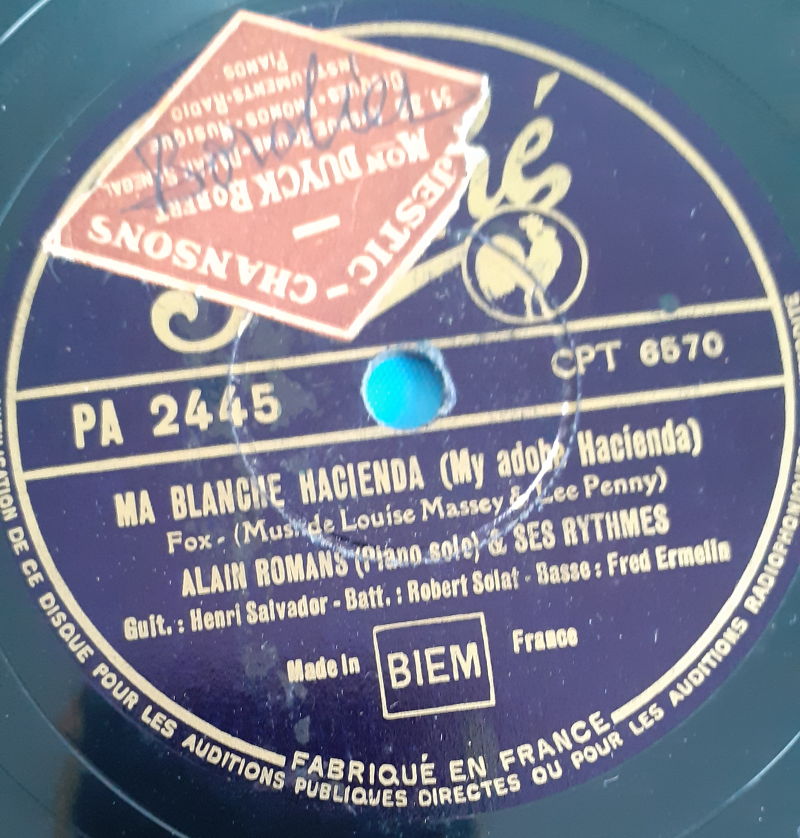 JESTIC - CHANSONS
MON DUYCK ROBERT
DISQUES - PHONOS - MUSIQUE
INSTRUMENTS-RADIO
PIANOS
hé
PA 2445
CPT 6570
MA BLANCHE HACIENDA (My adobe Hacienda)
Fox - (Mus. de Louise Massey & Lee Penny)
ALAIN ROMANS (Piano solo) & SES RYTHMES
Guit. : Henri Salvador - Batt. : Robert Solat - Basse : Fred Ermelin
Made in BIEM France
FABRIQUÉ EN FRANCE
DE CE DISQUE POUR LES AUDITIONS PUBLIQUES DIRECTES OU POUR LES AUDITIONS RADIOPHONIQUES